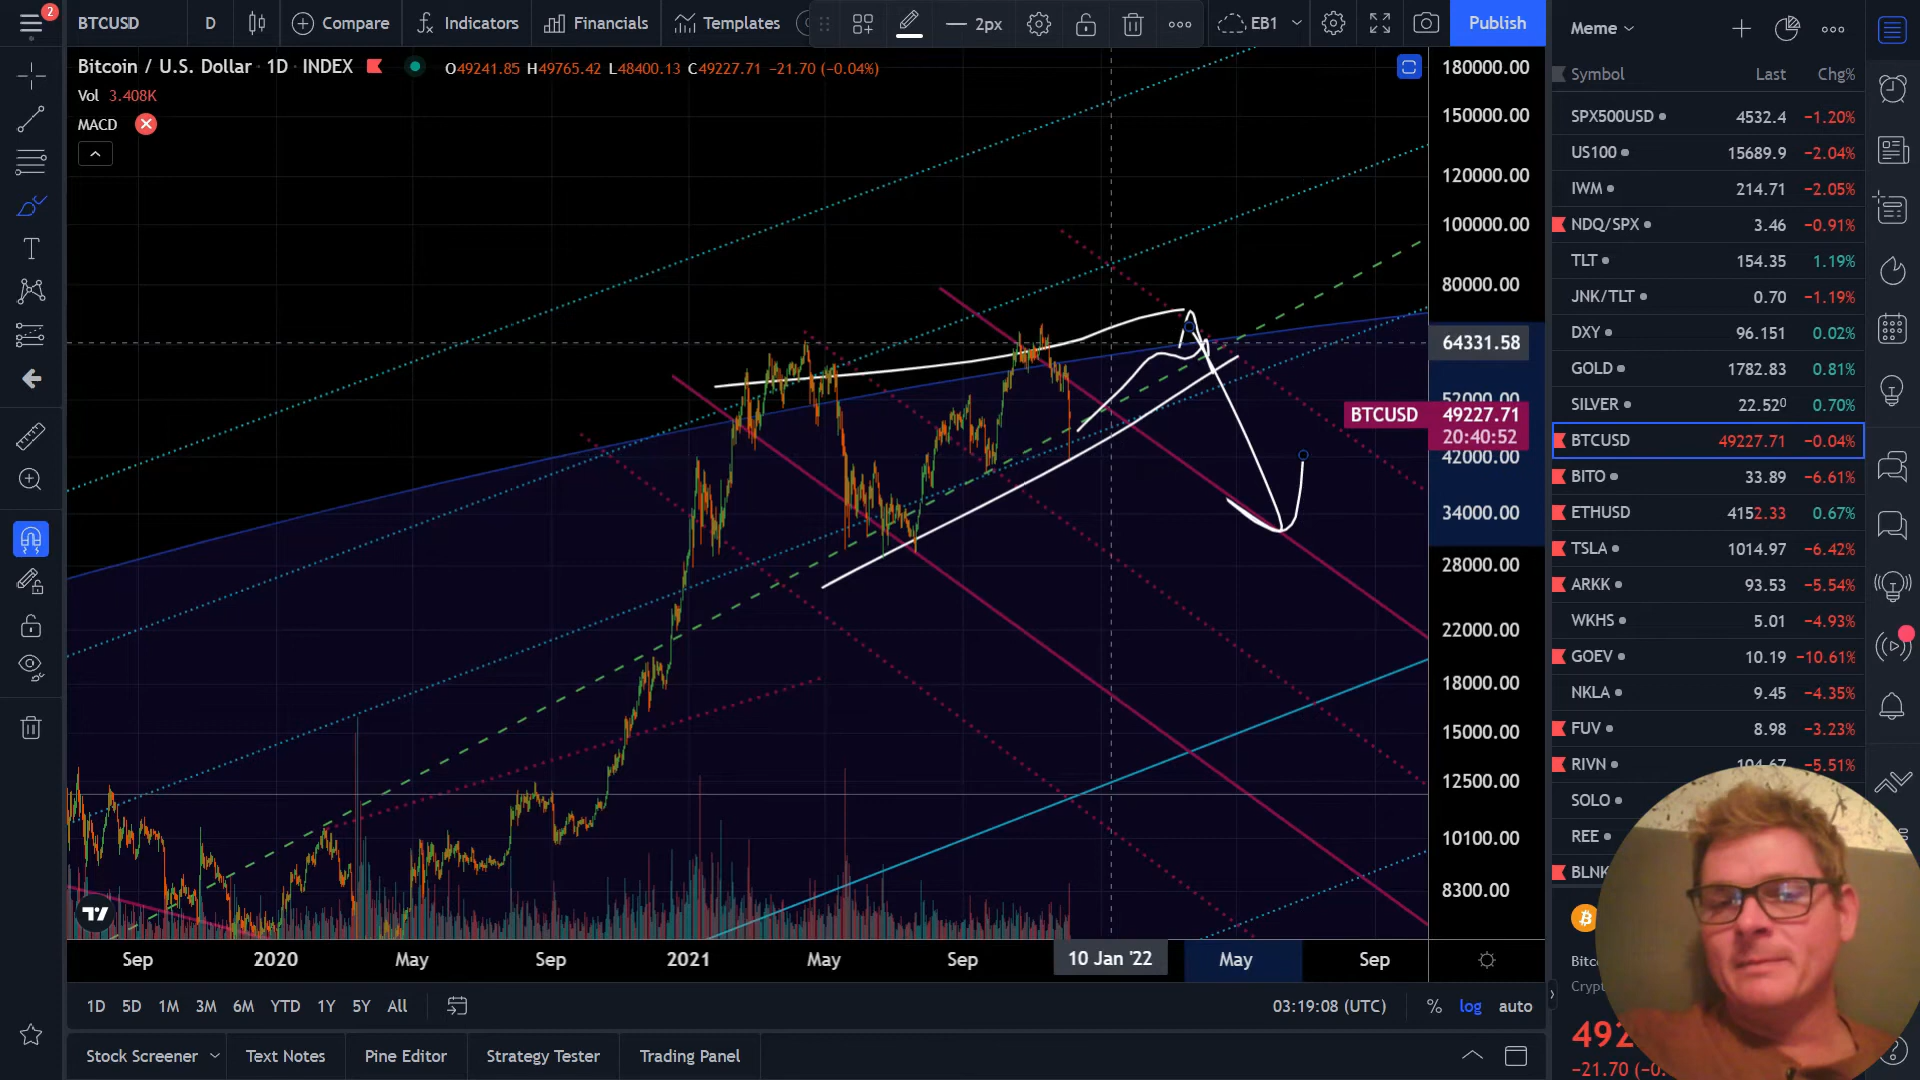 2
BTCUSD D Compare Indicators Financials Templates 2px EB1 Publish
Bitcoin / U.S. Dollar · 1D · INDEX O49241.85 H49765.42 L48400.13 C49227.71 −21.70 (−0.04%)
Vol 3.408K
MACD
180000.00
150000.00
120000.00
100000.00
80000.00
64331.58
52000.00
BTCUSD 49227.71
20:40:52
42000.00
34000.00
28000.00
22000.00
18000.00
15000.00
12500.00
10100.00
8300.00
Sep 2020 May Sep 2021 May Sep 10 Jan '22 May Sep
1D 5D 1M 3M 6M YTD 1Y 5Y All 03:19:08 (UTC) % log auto
Stock Screener Text Notes Pine Editor Strategy Tester Trading Panel
Meme
Symbol Last Chg%
SPX500USD 4532.4 −1.20%
US100 15689.9 −2.04%
IWM 214.71 −2.05%
NDQ/SPX 3.46 −0.91%
TLT 154.35 1.19%
JNK/TLT 0.70 −1.19%
DXY 96.151 0.02%
GOLD 1782.83 0.81%
SILVER 22.520 0.70%
BTCUSD 49227.71 −0.04%
BITO 33.89 −6.61%
ETHUSD 4152.33 0.67%
TSLA 1014.97 −6.42%
ARKK 93.53 −5.54%
WKHS 5.01 −4.93%
GOEV 10.19 −10.61%
NKLA 9.45 −4.35%
FUV 8.98 −3.23%
RIVN 104.67 −5.51%
SOLO
REE
BLNK
Bitc
Cryp
492
−21.70 (−0.